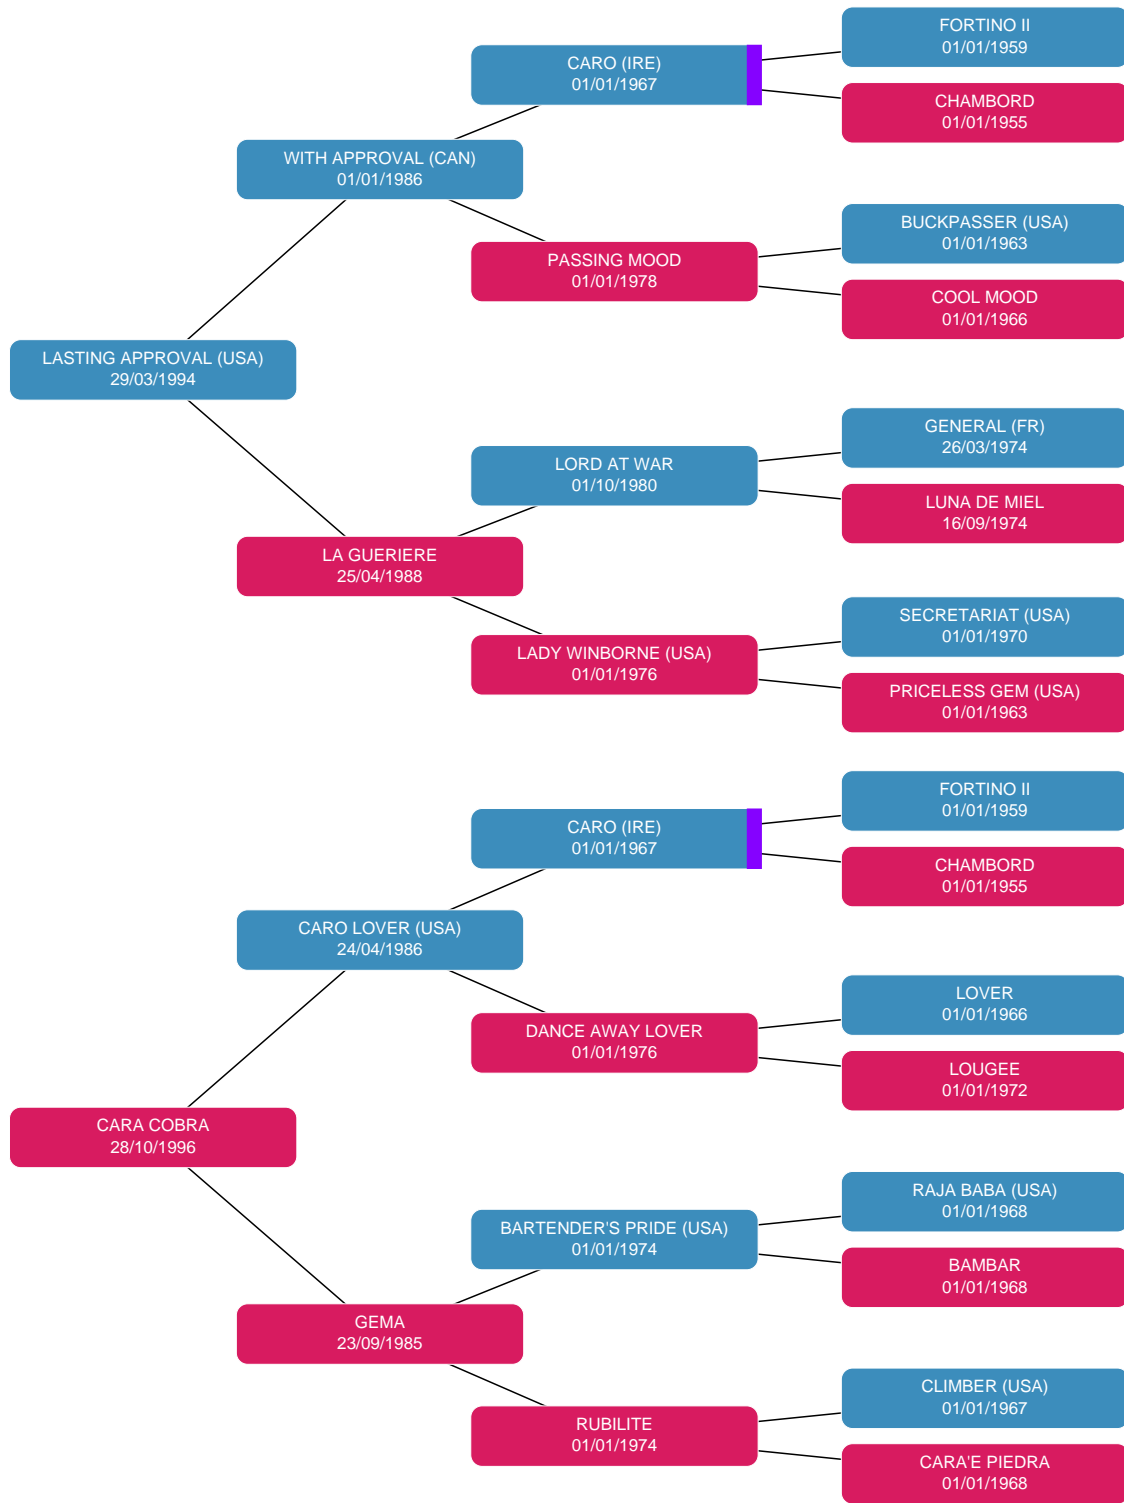 FORTINO II
01/01/1959
CARO (IRE)
01/01/1967
CHAMBORD
01/01/1955
WITH APPROVAL (CAN)
01/01/1986
BUCKPASSER (USA)
01/01/1963
PASSING MOOD
01/01/1978
COOL MOOD
01/01/1966
LASTING APPROVAL (USA)
29/03/1994
GENERAL (FR)
26/03/1974
LORD AT WAR
01/10/1980
LUNA DE MIEL
16/09/1974
LA GUERIERE
25/04/1988
SECRETARIAT (USA)
01/01/1970
LADY WINBORNE (USA)
01/01/1976
PRICELESS GEM (USA)
01/01/1963
FORTINO II
01/01/1959
CARO (IRE)
01/01/1967
CHAMBORD
01/01/1955
CARO LOVER (USA)
24/04/1986
LOVER
01/01/1966
DANCE AWAY LOVER
01/01/1976
LOUGEE
01/01/1972
CARA COBRA
28/10/1996
RAJA BABA (USA)
01/01/1968
BARTENDER'S PRIDE (USA)
01/01/1974
BAMBAR
01/01/1968
GEMA
23/09/1985
CLIMBER (USA)
01/01/1967
RUBILITE
01/01/1974
CARA'E PIEDRA
01/01/1968